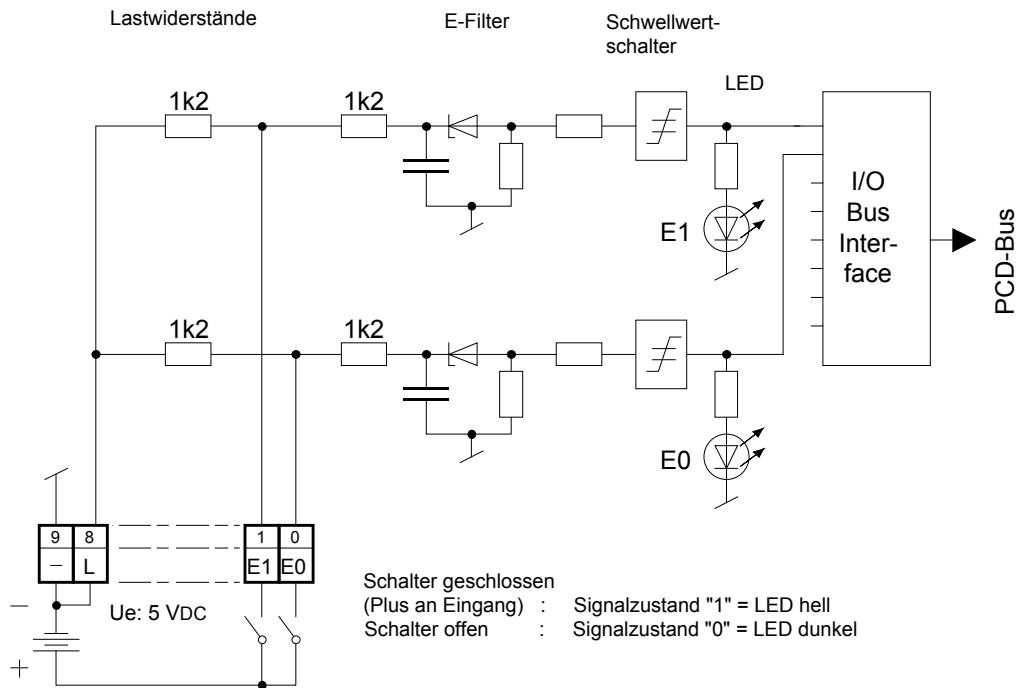 Lastwiderstände
E-Filter
Schwellwert-
schalter
LED
1k2
1k2
E1
I/O
Bus
Inter-
face
PCD-Bus
1k2
1k2
E0
9
8
1
0
–
L
E1
E0
–
+
Ue: 5 VDC
Schalter geschlossen
(Plus an Eingang) : Signalzustand "1" = LED hell
Schalter offen : Signalzustand "0" = LED dunkel